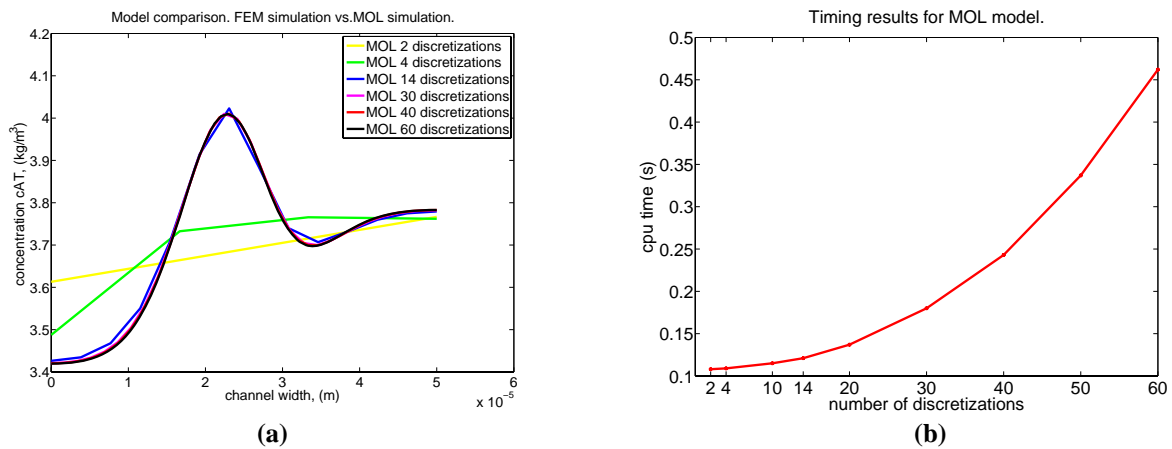 Model comparison. FEM simulation vs.MOL simulation.
concentration cAT, (kg/m³)
4.2
4.1
4
3.9
3.8
3.7
3.6
3.5
3.4
MOL 2 discretizations
MOL 4 discretizations
MOL 14 discretizations
MOL 30 discretizations
MOL 40 discretizations
MOL 60 discretizations
0 1 2 3 4 5 6
channel width, (m)
x 10⁻⁵
(a)
Timing results for MOL model.
cpu time (s)
0.5
0.45
0.4
0.35
0.3
0.25
0.2
0.15
0.1
2 4 10 14 20 30 40 50 60
number of discretizations
(b)